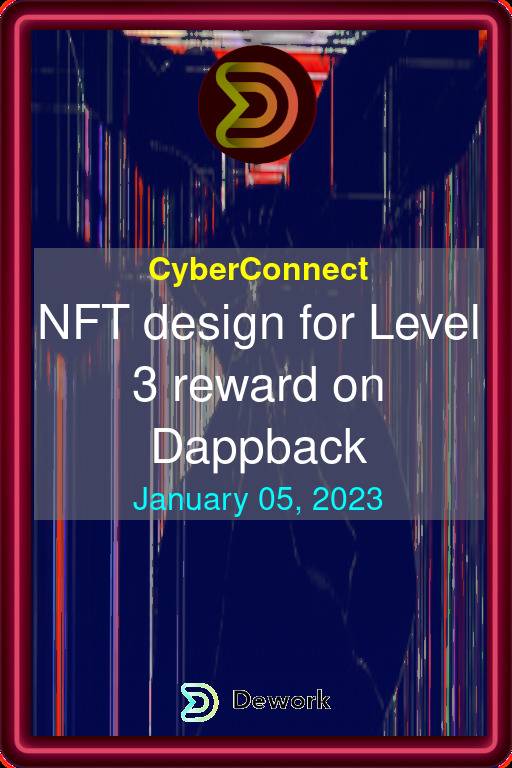 CyberConnect
NFT design for Level
3 reward on
Dappback
January 05, 2023
Dework